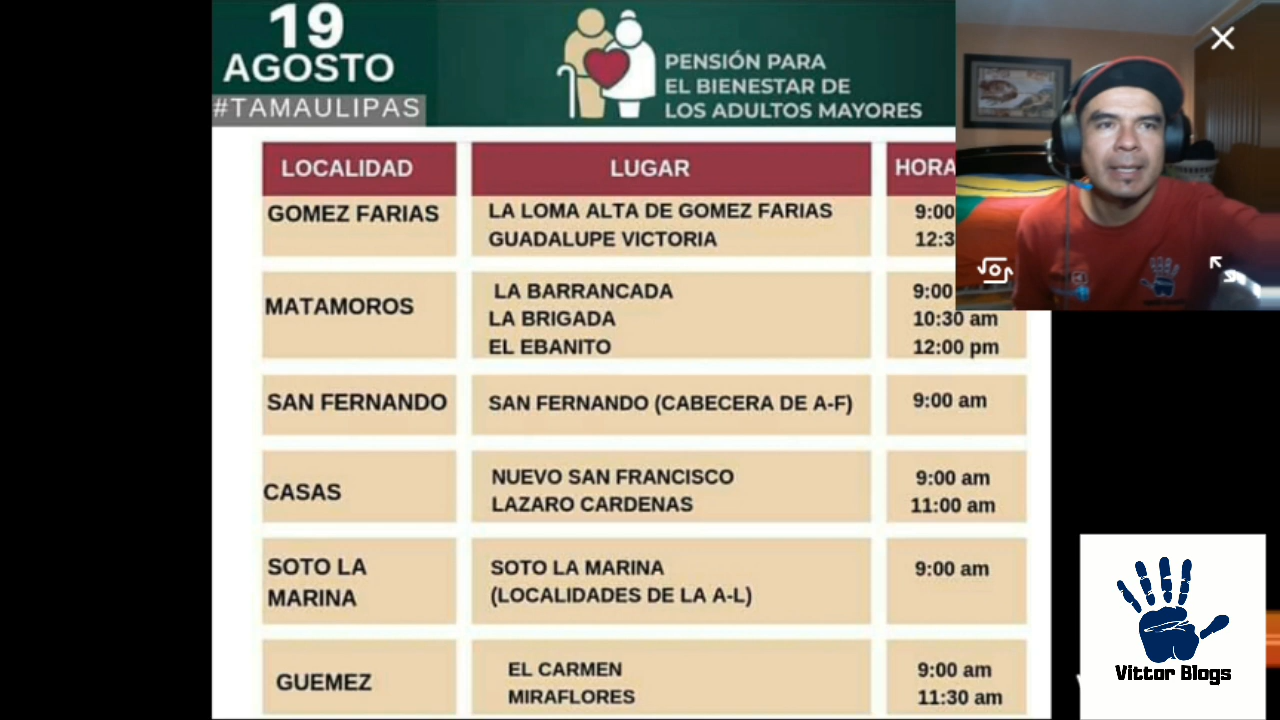 19
AGOSTO
#TAMAULIPAS
PENSIÓN PARA
EL BIENESTAR DE
LOS ADULTOS MAYORES
LOCALIDAD LUGAR HORA
GOMEZ FARIAS
LA LOMA ALTA DE GOMEZ FARIAS 9:00
GUADALUPE VICTORIA 12:3
MATAMOROS
LA BARRANCADA 9:00
LA BRIGADA 10:30 am
EL EBANITO 12:00 pm
SAN FERNANDO SAN FERNANDO (CABECERA DE A-F) 9:00 am
CASAS
NUEVO SAN FRANCISCO 9:00 am
LAZARO CARDENAS 11:00 am
SOTO LA
MARINA
SOTO LA MARINA 9:00 am
(LOCALIDADES DE LA A-L)
GUEMEZ
EL CARMEN 9:00 am
MIRAFLORES 11:30 am
Vittor Blogs